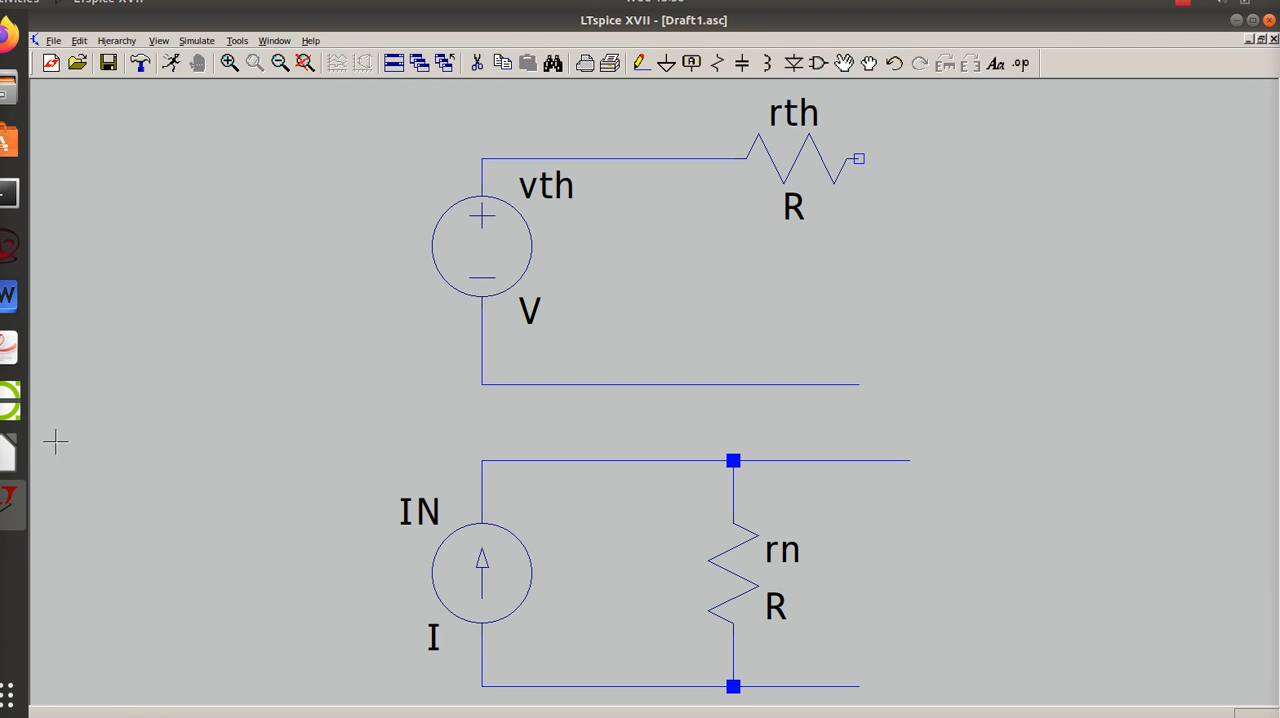 LTspice XVII - [Draft1.asc]
File Edit Hierarchy View Simulate Tools Window Help
rth
vth
R
V
IN
rn
R
I